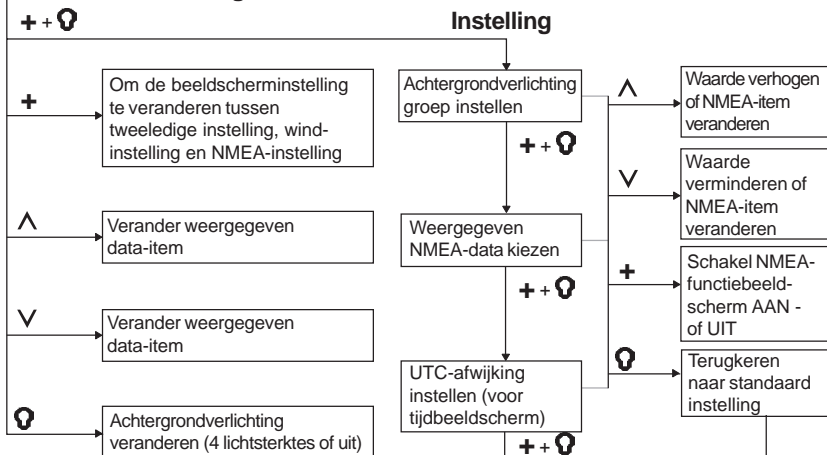 + + 
Instelling
+
Om de beeldscherminstelling
te veranderen tussen
tweeledige instelling, wind-
instelling en NMEA-instelling
Λ
Verander weergegeven
data-item
V
Verander weergegeven
data-item
Achtergrondverlichting
veranderen (4 lichtsterktes of uit)
Achtergrondverlichting
groep instellen
+ +
Weergegeven
NMEA-data kiezen
+ +
UTC-afwijking
instellen (voor
tijdbeeldscherm)
+ +
Λ
Waarde verhogen
of NMEA-item
veranderen
V
Waarde
verminderen of
NMEA-item
veranderen
+
Schakel NMEA-
functiebeeld-
scherm AAN -
of UIT
Terugkeren
naar standaard
instelling